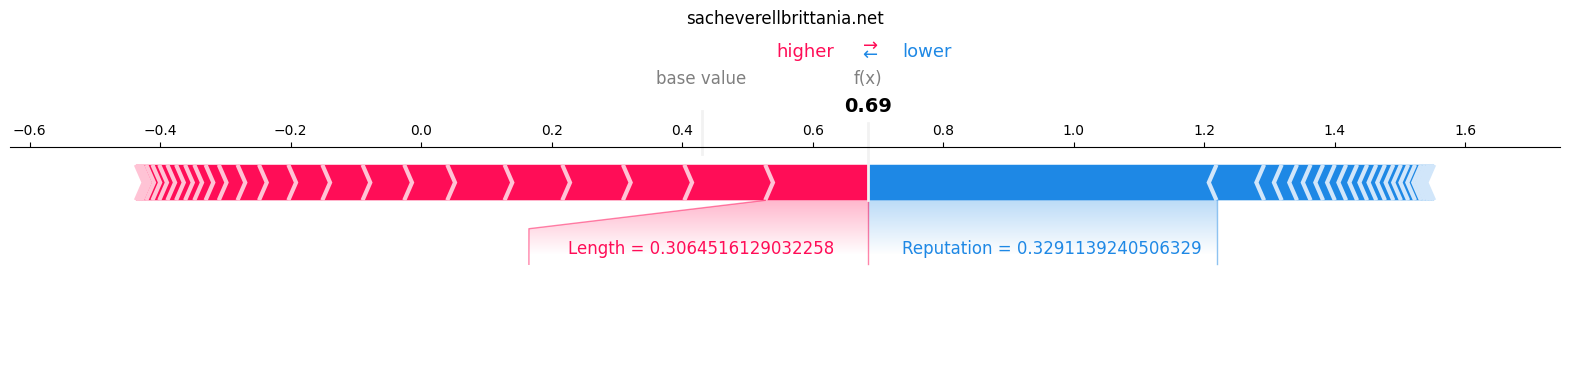 sacheverellbrittania.net
higher ⇄ lower
base value f(x)
0.69
−0.6 −0.4 −0.2 0.0 0.2 0.4 0.6 0.8 1.0 1.2 1.4 1.6
Length = 0.3064516129032258 Reputation = 0.3291139240506329